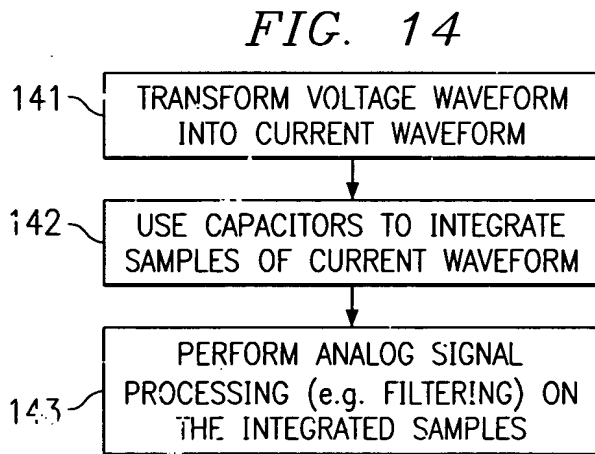 FIG. 14
141
TRANSFORM VOLTAGE WAVEFORM
INTO CURRENT WAVEFORM
142
USE CAPACITORS TO INTEGRATE
SAMPLES OF CURRENT WAVEFORM
143
PERFORM ANALOG SIGNAL
PROCESSING (e.g. FILTERING) ON
THE INTEGRATED SAMPLES